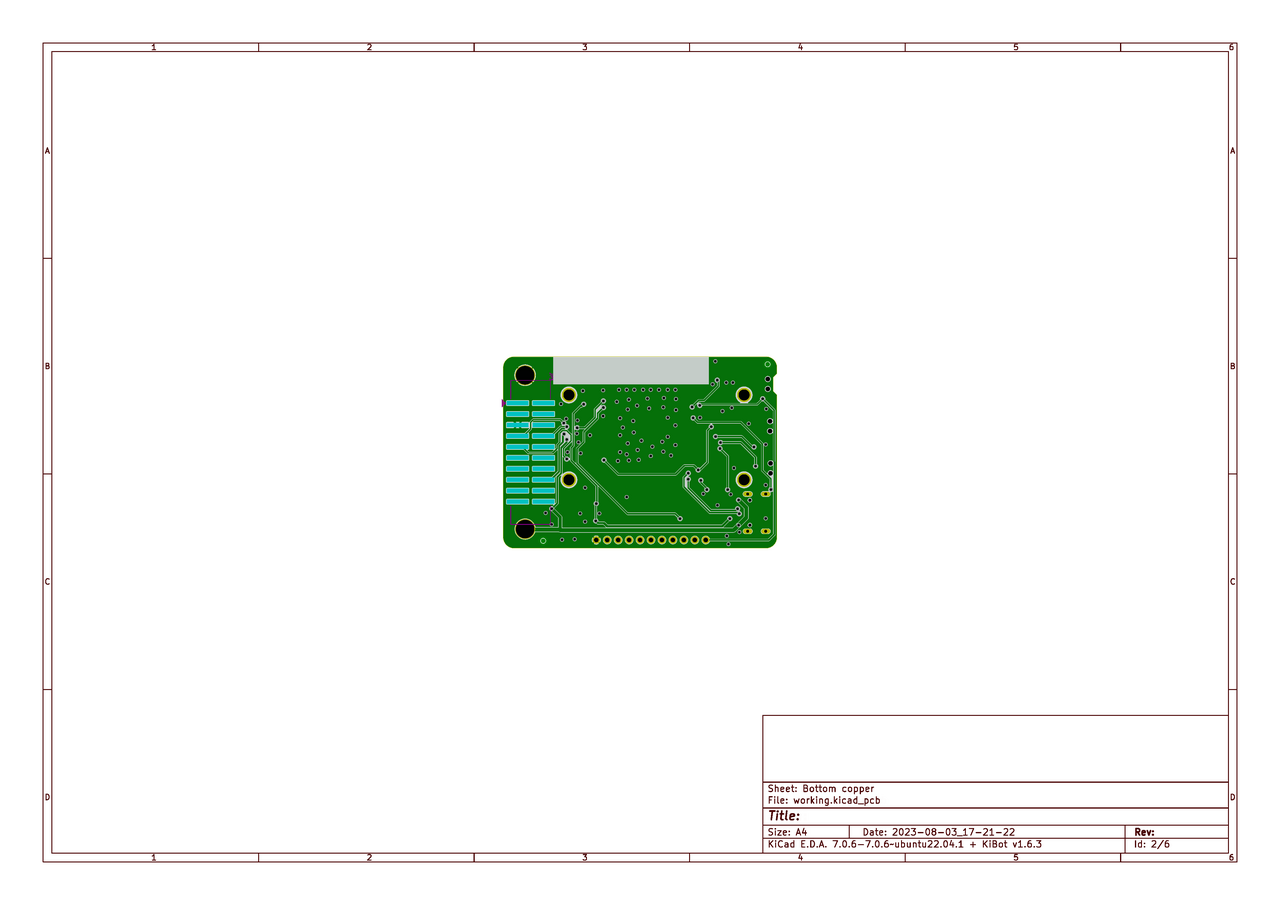 1 2 3 4 5 6
A A
B B
C C
D D
Sheet: Bottom copper
File: working.kicad_pcb
Title:
Size: A4 Date: 2023-08-03_17-21-22 Rev:
KiCad E.D.A. 7.0.6-7.0.6~ubuntu22.04.1 + KiBot v1.6.3 Id: 2/6
1 2 3 4 5 6